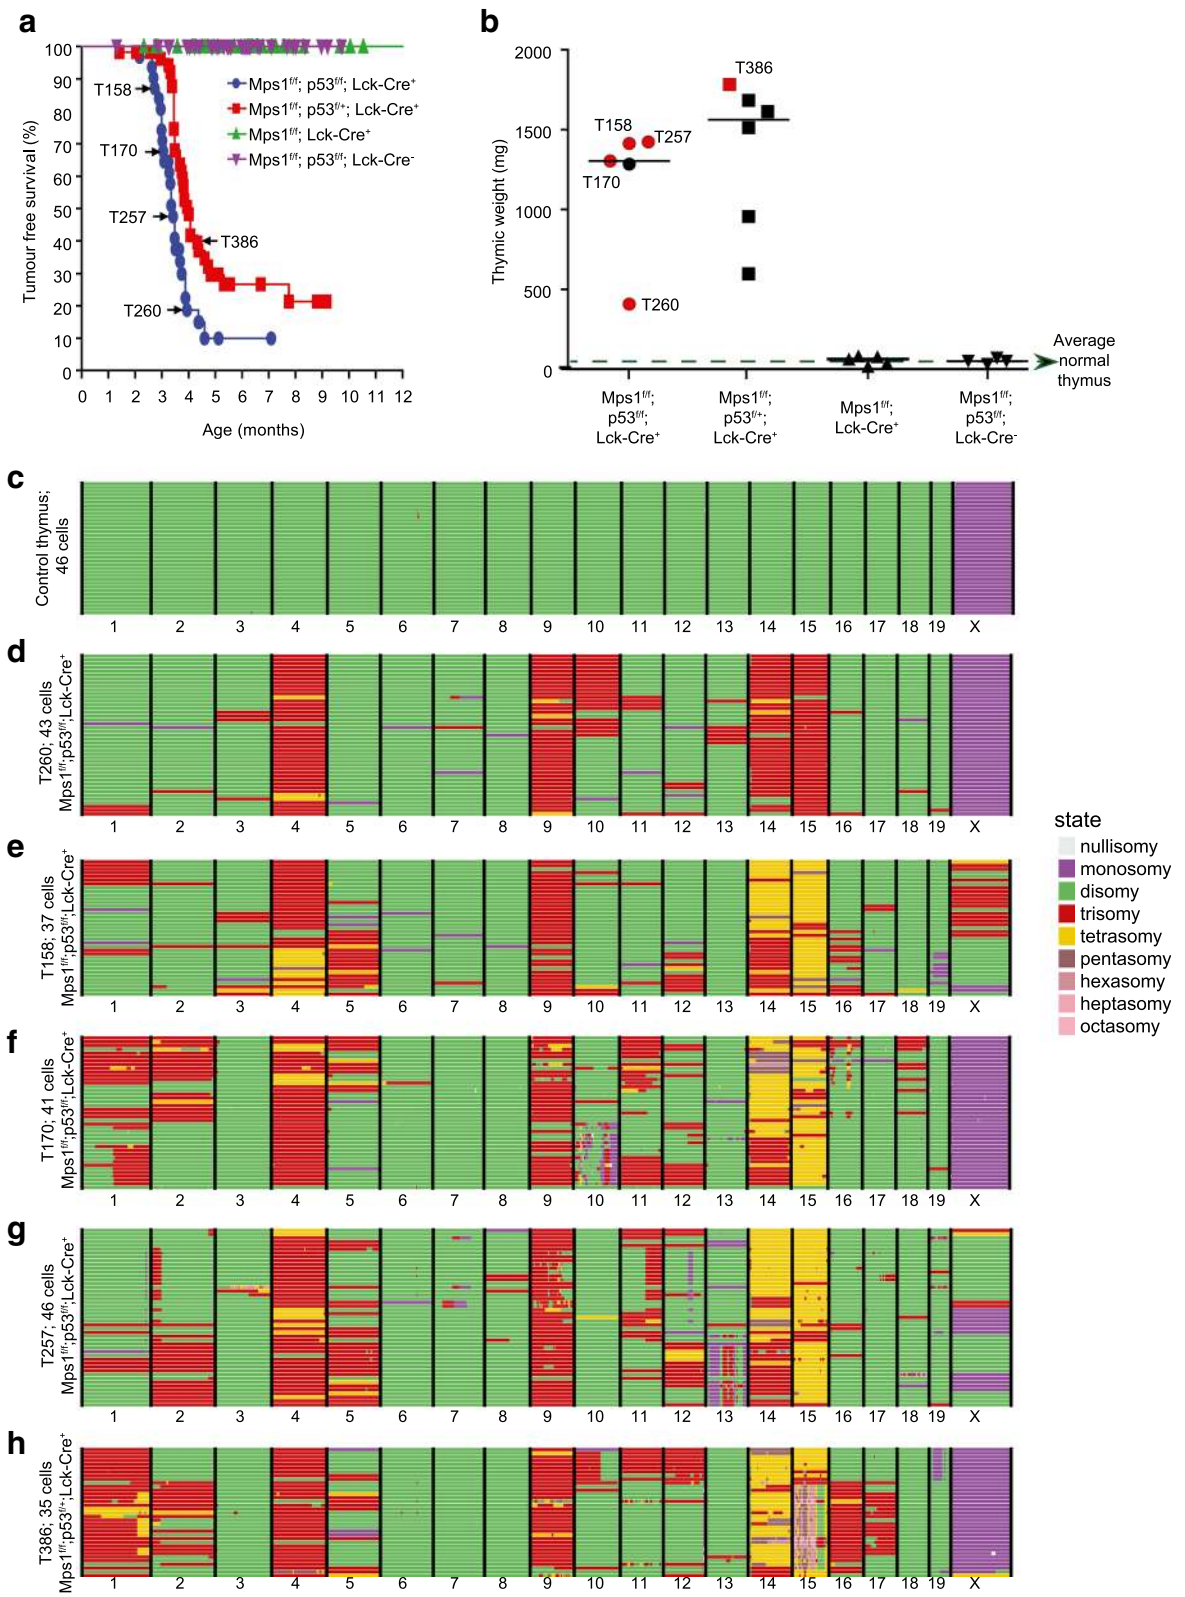 a
Tumour free survival (%)
100
90
80
70
60
50
40
30
20
10
0
0 1 2 3 4 5 6 7 8 9 10 11 12
Age (months)
T158
T170
T257
T260
T386
Mps1f/f; p53f/f; Lck-Cre+
Mps1f/f; p53f/+; Lck-Cre+
Mps1f/f; Lck-Cre+
Mps1f/f; p53f/f; Lck-Cre-
b
Thymic weight (mg)
2000
1500
1000
500
0
T386
T158
T257
T170
T260
Average
normal
thymus
Mps1f/f;
p53f/f;
Lck-Cre+
Mps1f/f;
p53f/+;
Lck-Cre+
Mps1f/f;
Lck-Cre+
Mps1f/f;
p53f/f;
Lck-Cre-
c
Control thymus;
46 cells
1 2 3 4 5 6 7 8 9 10 11 12 13 14 15 16 17 18 19 X
d
T260; 43 cells
Mps1f/f;p53f/f;Lck-Cre+
1 2 3 4 5 6 7 8 9 10 11 12 13 14 15 16 17 18 19 X
e
T158; 37 cells
Mps1f/f;p53f/f;Lck-Cre+
1 2 3 4 5 6 7 8 9 10 11 12 13 14 15 16 17 18 19 X
f
T170; 41 cells
Mps1f/f;p53f/f;Lck-Cre+
1 2 3 4 5 6 7 8 9 10 11 12 13 14 15 16 17 18 19 X
g
T257; 46 cells
Mps1f/f;p53f/f;Lck-Cre+
1 2 3 4 5 6 7 8 9 10 11 12 13 14 15 16 17 18 19 X
h
T386; 35 cells
Mps1f/f;p53f/+;Lck-Cre+
1 2 3 4 5 6 7 8 9 10 11 12 13 14 15 16 17 18 19 X
state
nullisomy
monosomy
disomy
trisomy
tetrasomy
pentasomy
hexasomy
heptasomy
octasomy